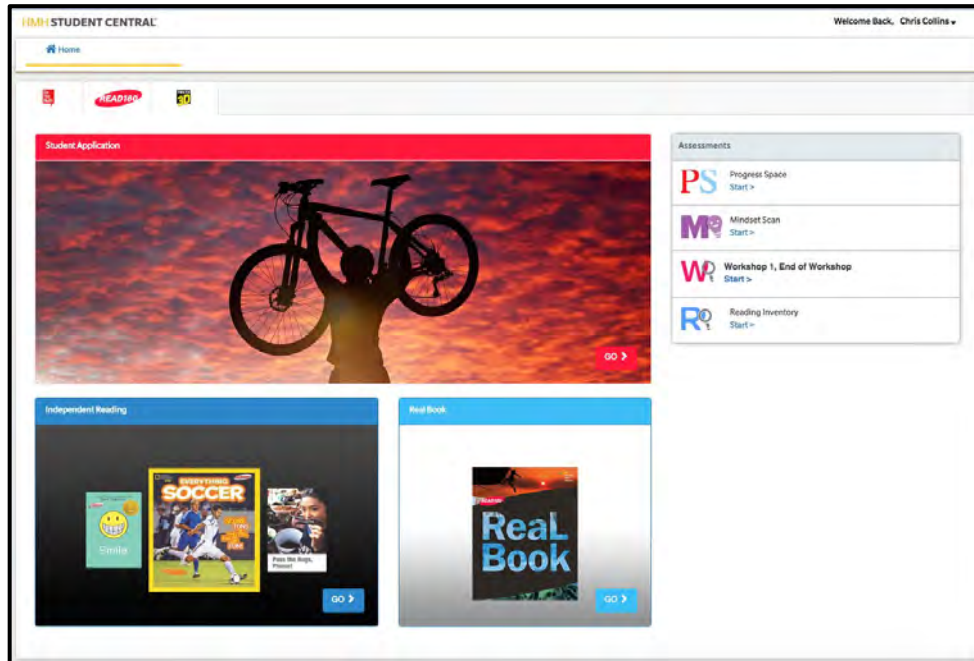 HMH STUDENT CENTRAL
Welcome Back, Chris Collins
Home
READ180
Student Application
GO >
Assessments
PS
Progress Space
Start >
M
Mindset Scan
Start >
W
Workshop 1, End of Workshop
Start >
R
Reading Inventory
Start >
Independent Reading
Smile
EVERYTHING
SOCCER
Pass the Bugs,
Please!
GO >
Real Book
READ180
ReaL
Book
GO >